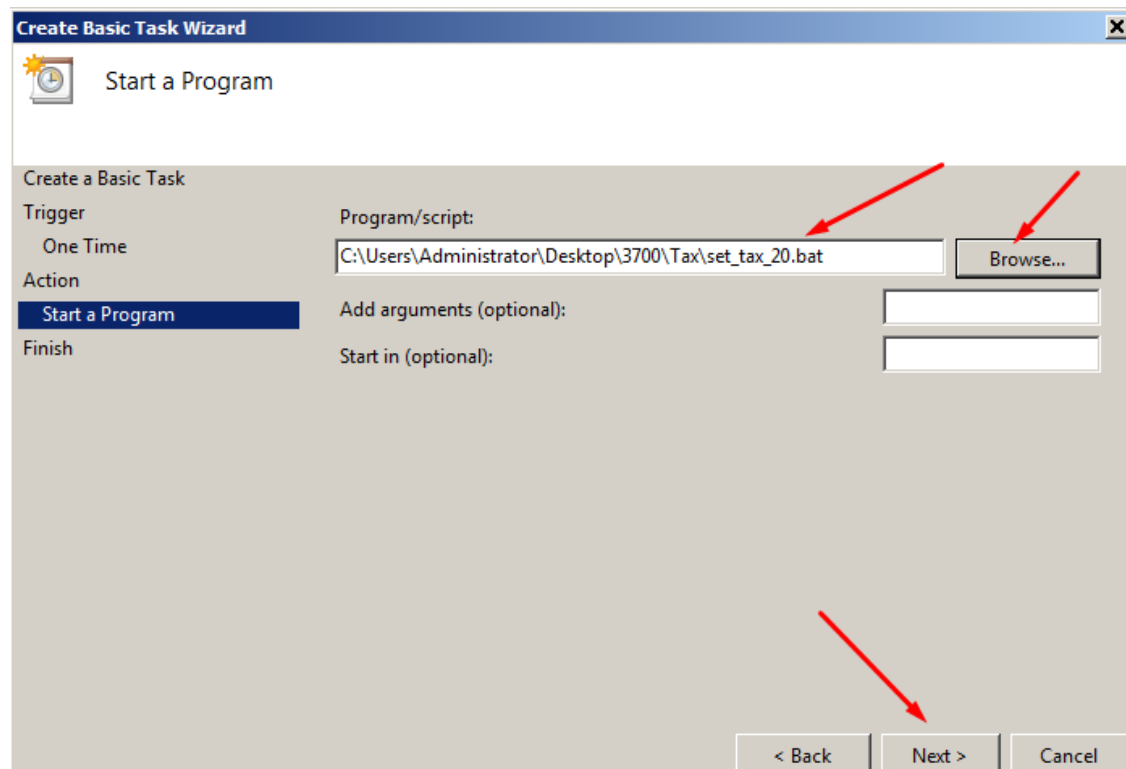 Create Basic Task Wizard
Start a Program
Create a Basic Task
Trigger
One Time
Action
Start a Program
Finish
Program/script:
C:\Users\Administrator\Desktop\3700\Tax\set_tax_20.bat
Browse...
Add arguments (optional):
Start in (optional):
< Back
Next >
Cancel